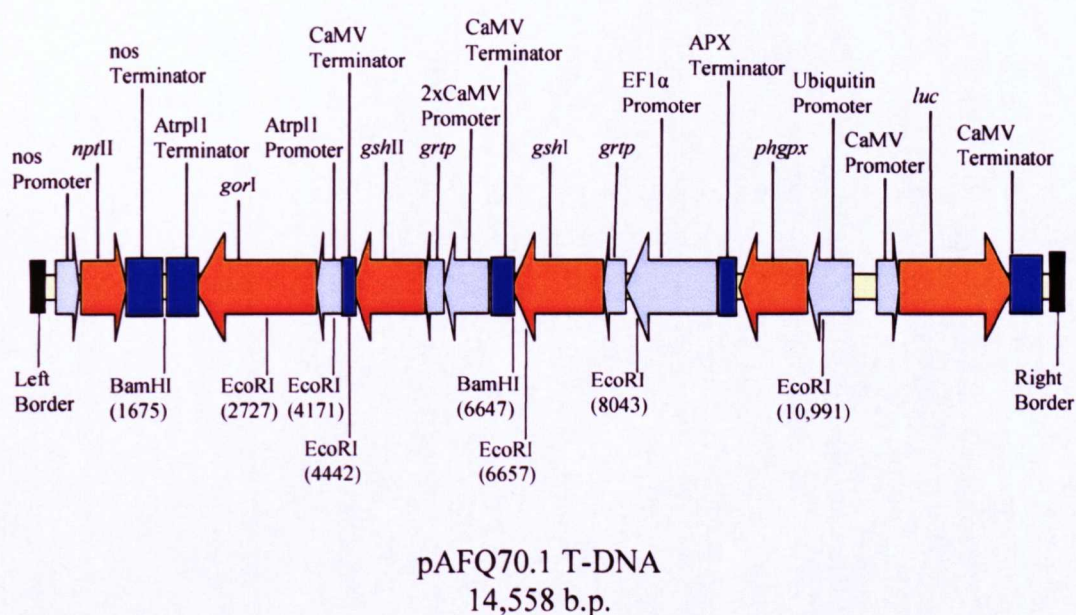 nos
Promoter
nptII
nos
Terminator
Atrpl1
Terminator
gorI
Atrpl1
Promoter
CaMV
Terminator
gshII
grtp
2xCaMV
Promoter
CaMV
Terminator
gshI
grtp
EF1α
Promoter
APX
Terminator
phgpx
Ubiquitin
Promoter
CaMV
Promoter
luc
CaMV
Terminator
Left
Border
BamHI
(1675)
EcoRI
(2727)
EcoRI
(4171)
EcoRI
(4442)
BamHI
(6647)
EcoRI
(6657)
EcoRI
(8043)
EcoRI
(10,991)
Right
Border
pAFQ70.1 T-DNA
14,558 b.p.